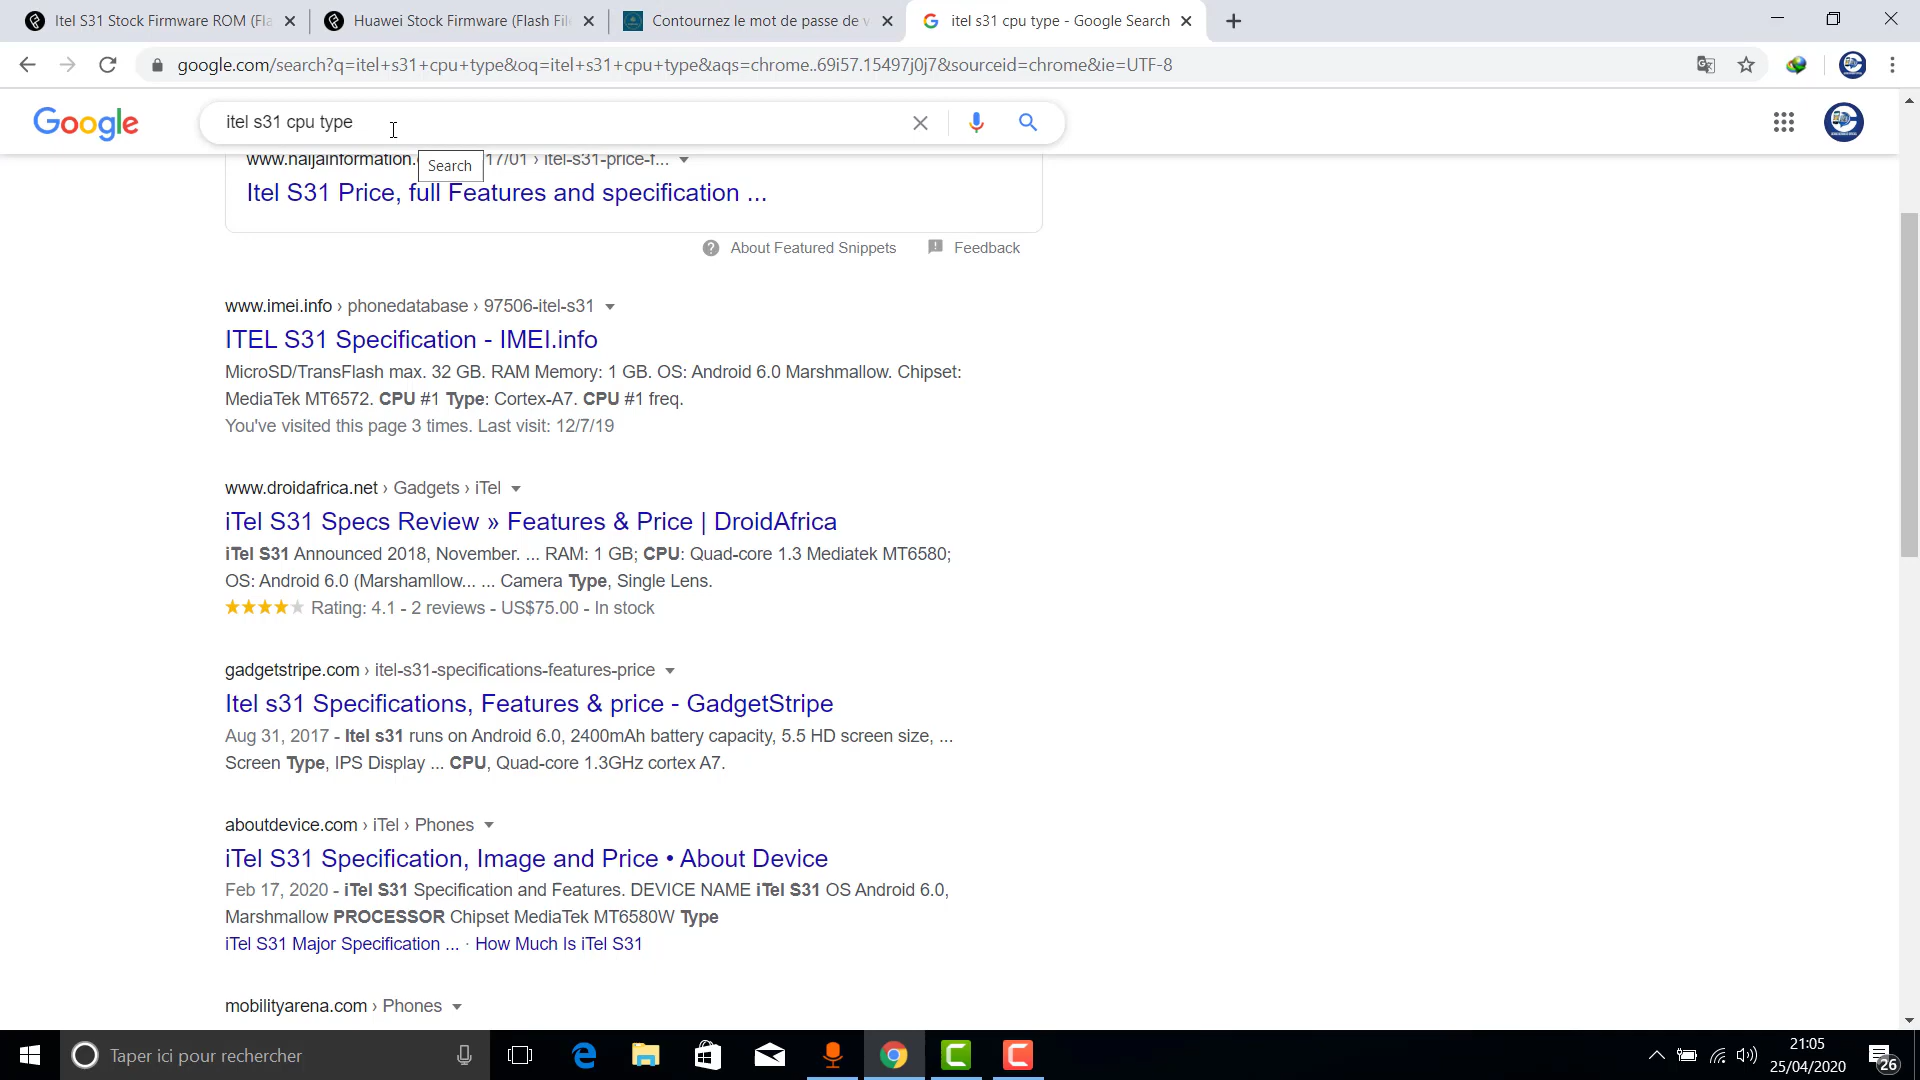 Itel S31 Stock Firmware ROM (Fla
Huawei Stock Firmware (Flash Fil
Contournez le mot de passe de v
itel s31 cpu type - Google Search
google.com/search?q=itel+s31+cpu+type&oq=itel+s31+cpu+type&aqs=chrome..69i57.15497j0j7&sourceid=chrome&ie=UTF-8
Google
itel s31 cpu type
Search
www.naijainformation. 17/01 › itel-s31-price-f...
Itel S31 Price, full Features and specification ...
About Featured Snippets
Feedback
www.imei.info › phonedatabase › 97506-itel-s31
ITEL S31 Specification - IMEI.info
MicroSD/TransFlash max. 32 GB. RAM Memory: 1 GB. OS: Android 6.0 Marshmallow. Chipset:
MediaTek MT6572. CPU #1 Type: Cortex-A7. CPU #1 freq.
You've visited this page 3 times. Last visit: 12/7/19
www.droidafrica.net › Gadgets › iTel
iTel S31 Specs Review » Features & Price | DroidAfrica
iTel S31 Announced 2018, November. ... RAM: 1 GB; CPU: Quad-core 1.3 Mediatek MT6580;
OS: Android 6.0 (Marshamllow... ... Camera Type, Single Lens.
Rating: 4.1 - 2 reviews - US$75.00 - In stock
gadgetstripe.com › itel-s31-specifications-features-price
Itel s31 Specifications, Features & price - GadgetStripe
Aug 31, 2017 - Itel s31 runs on Android 6.0, 2400mAh battery capacity, 5.5 HD screen size, ...
Screen Type, IPS Display ... CPU, Quad-core 1.3GHz cortex A7.
aboutdevice.com › iTel › Phones
iTel S31 Specification, Image and Price • About Device
Feb 17, 2020 - iTel S31 Specification and Features. DEVICE NAME iTel S31 OS Android 6.0,
Marshmallow PROCESSOR Chipset MediaTek MT6580W Type
iTel S31 Major Specification ... · How Much Is iTel S31
mobilityarena.com › Phones
Taper ici pour rechercher
21:05
25/04/2020
26